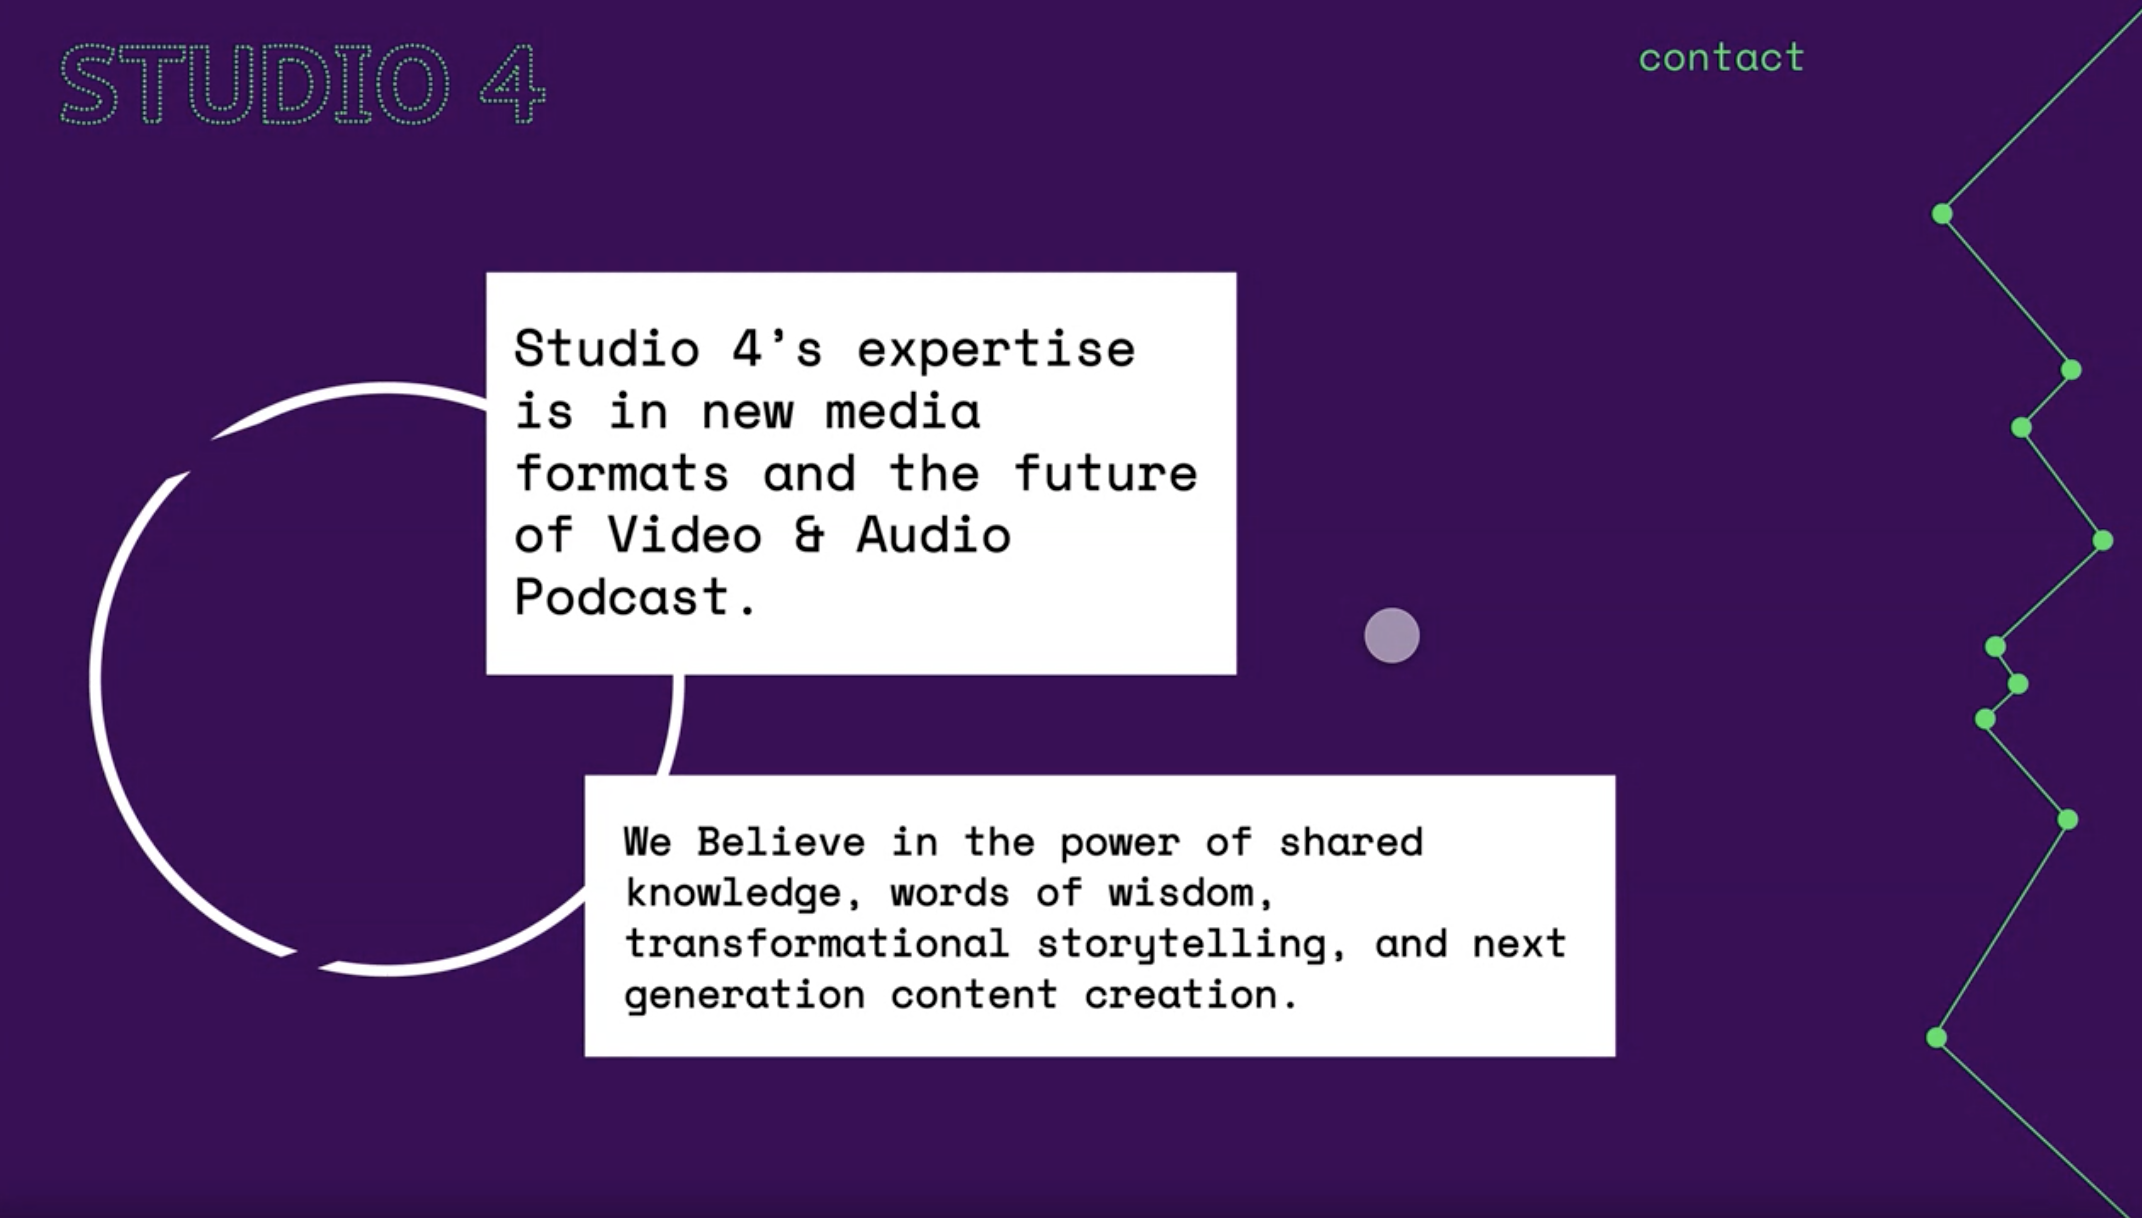 STUDIO 4
contact
Studio 4’s expertise
is in new media
formats and the future
of Video & Audio
Podcast.
We Believe in the power of shared
knowledge, words of wisdom,
transformational storytelling, and next
generation content creation.